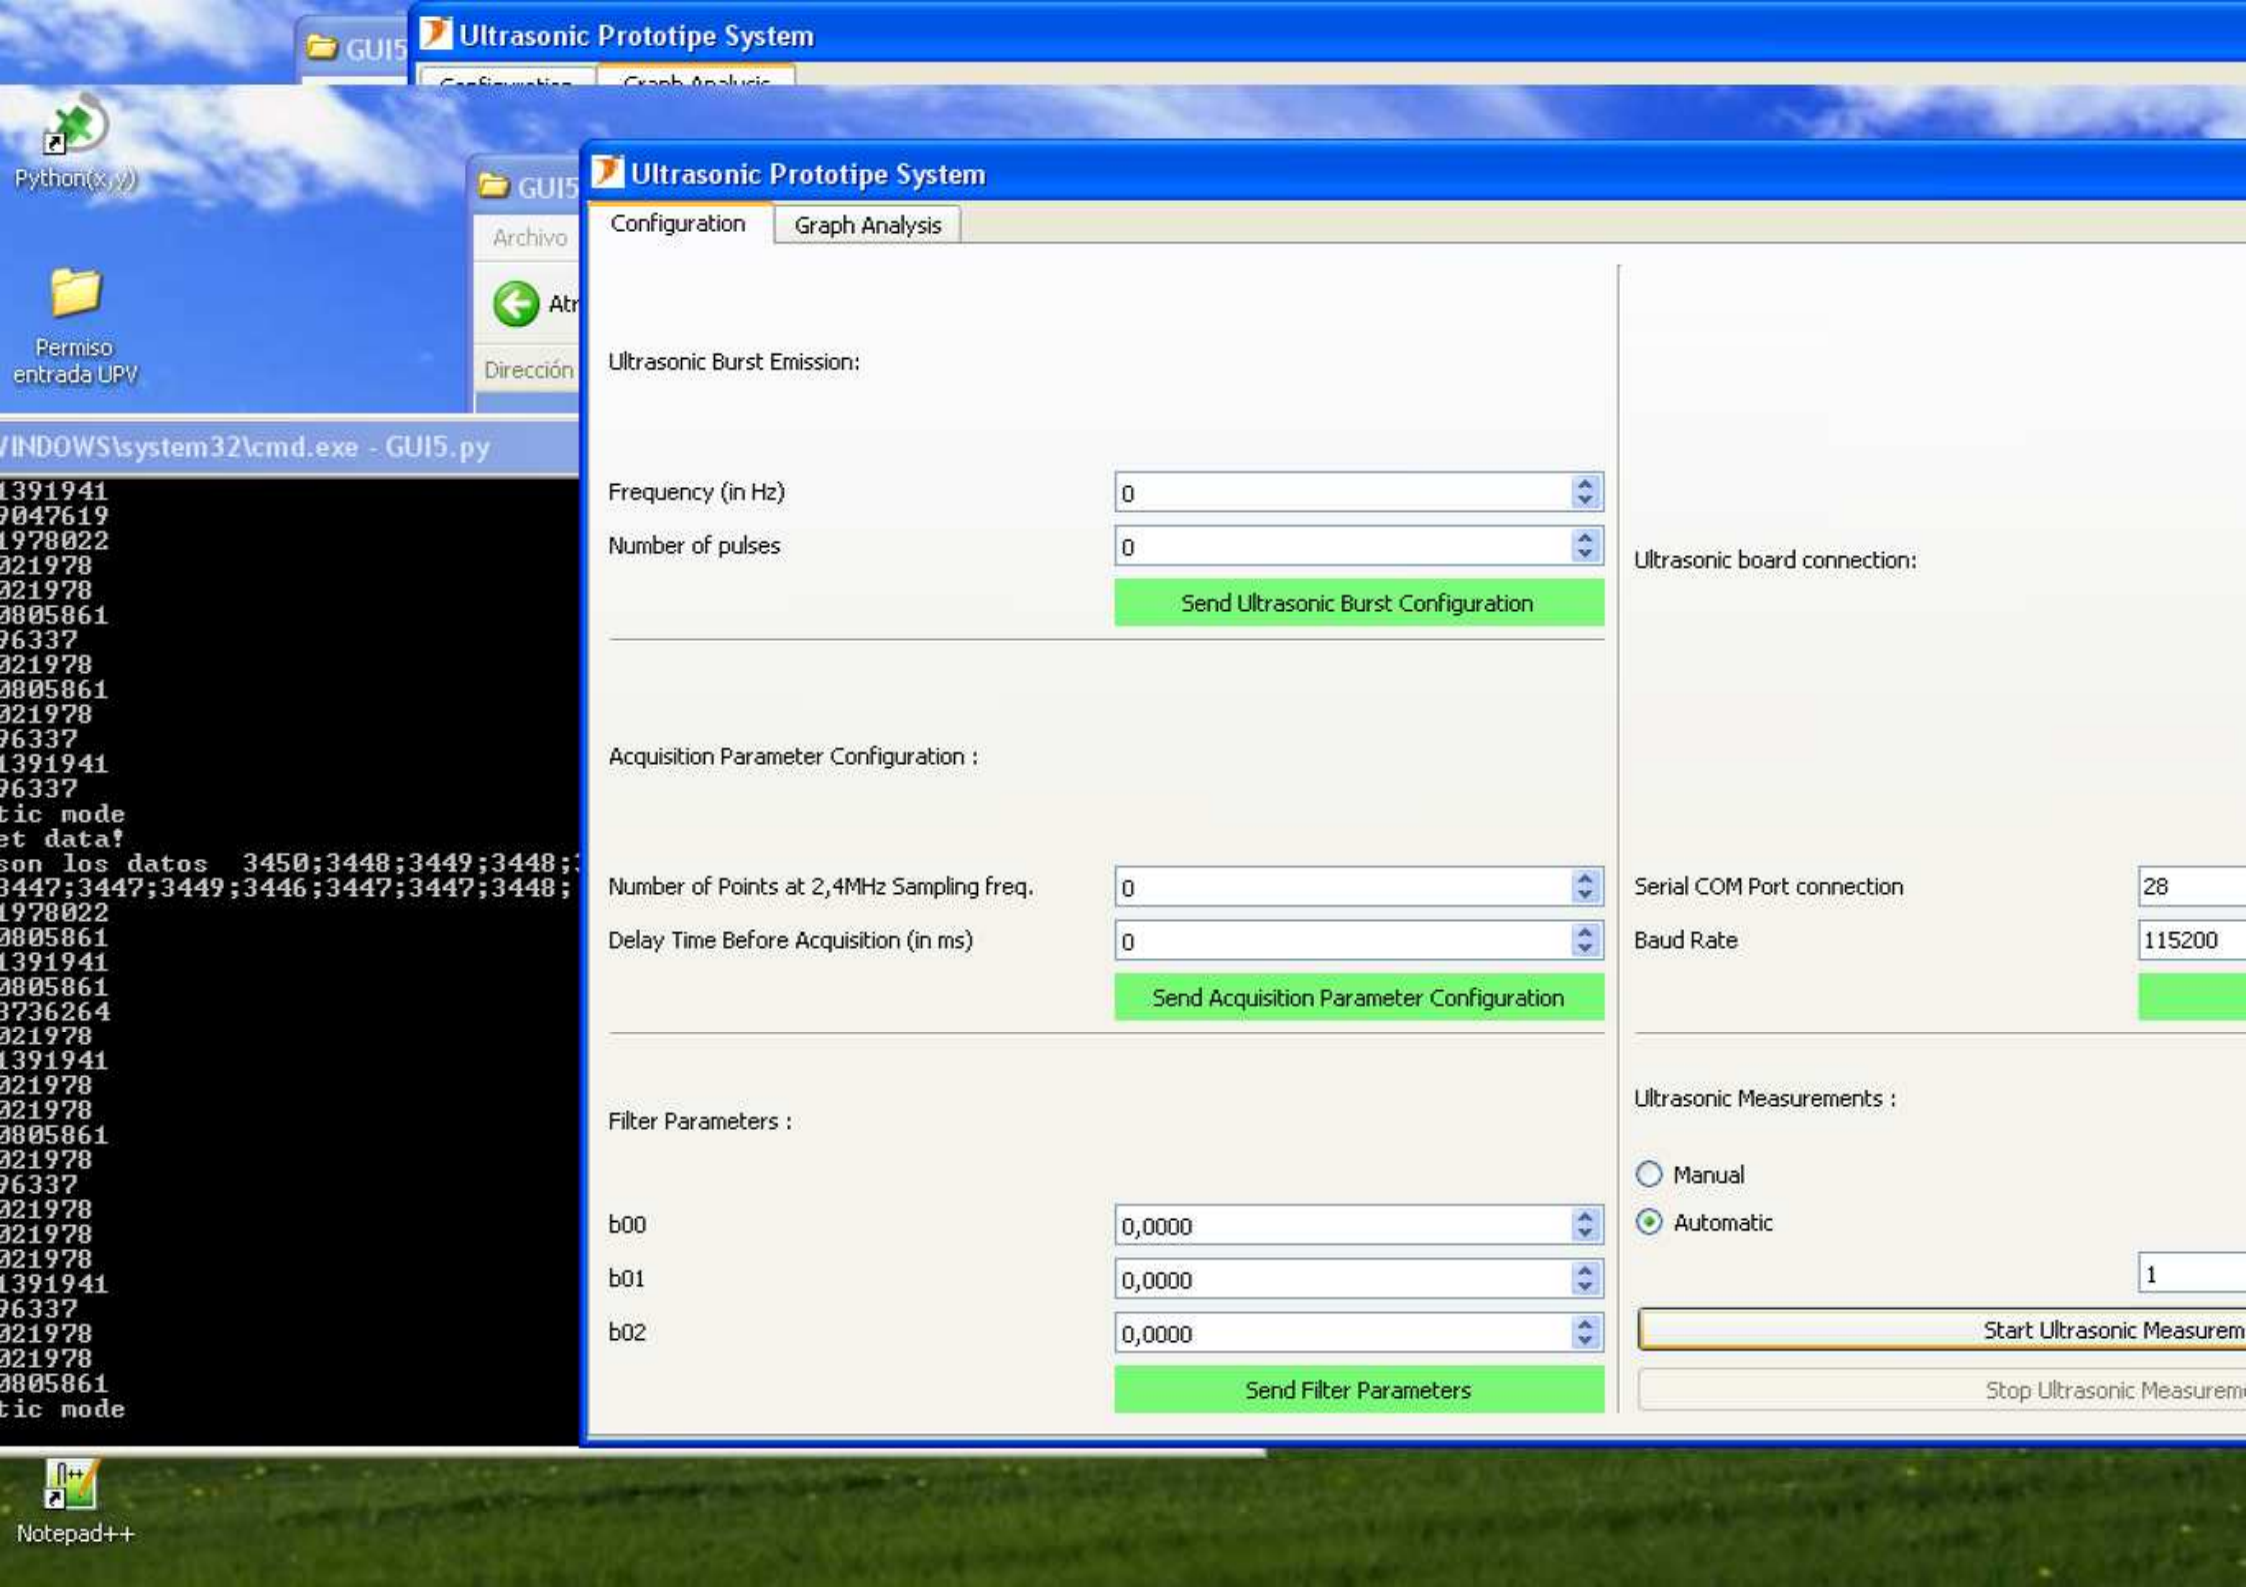 GUI5
Ultrasonic Prototipe System
Configuration
Graph Analysis
Python(x,y)
GUI5
Ultrasonic Prototipe System
Archivo
Configuration
Graph Analysis
Permiso
entrada UPV
Dirección
Ultrasonic Burst Emission:
WINDOWS\system32\cmd.exe - GUI5.py
1391941
9047619
1978022
021978
021978
0805861
96337
021978
0805861
021978
96337
1391941
96337
tic mode
et data!
son los datos 3450;3448;3449;3448;
3447;3447;3449;3446;3447;3447;3448;
1978022
0805861
1391941
0805861
3736264
021978
1391941
021978
021978
0805861
021978
96337
021978
021978
021978
1391941
96337
021978
021978
0805861
tic mode
Frequency (in Hz)
0
Number of pulses
0
Send Ultrasonic Burst Configuration
Acquisition Parameter Configuration :
Number of Points at 2,4MHz Sampling freq.
0
Delay Time Before Acquisition (in ms)
0
Send Acquisition Parameter Configuration
Filter Parameters :
b00
0,0000
b01
0,0000
b02
0,0000
Send Filter Parameters
Ultrasonic board connection:
Serial COM Port connection
28
Baud Rate
115200
Ultrasonic Measurements :
Manual
Automatic
1
Start Ultrasonic Measurem
Stop Ultrasonic Measurem
Notepad++